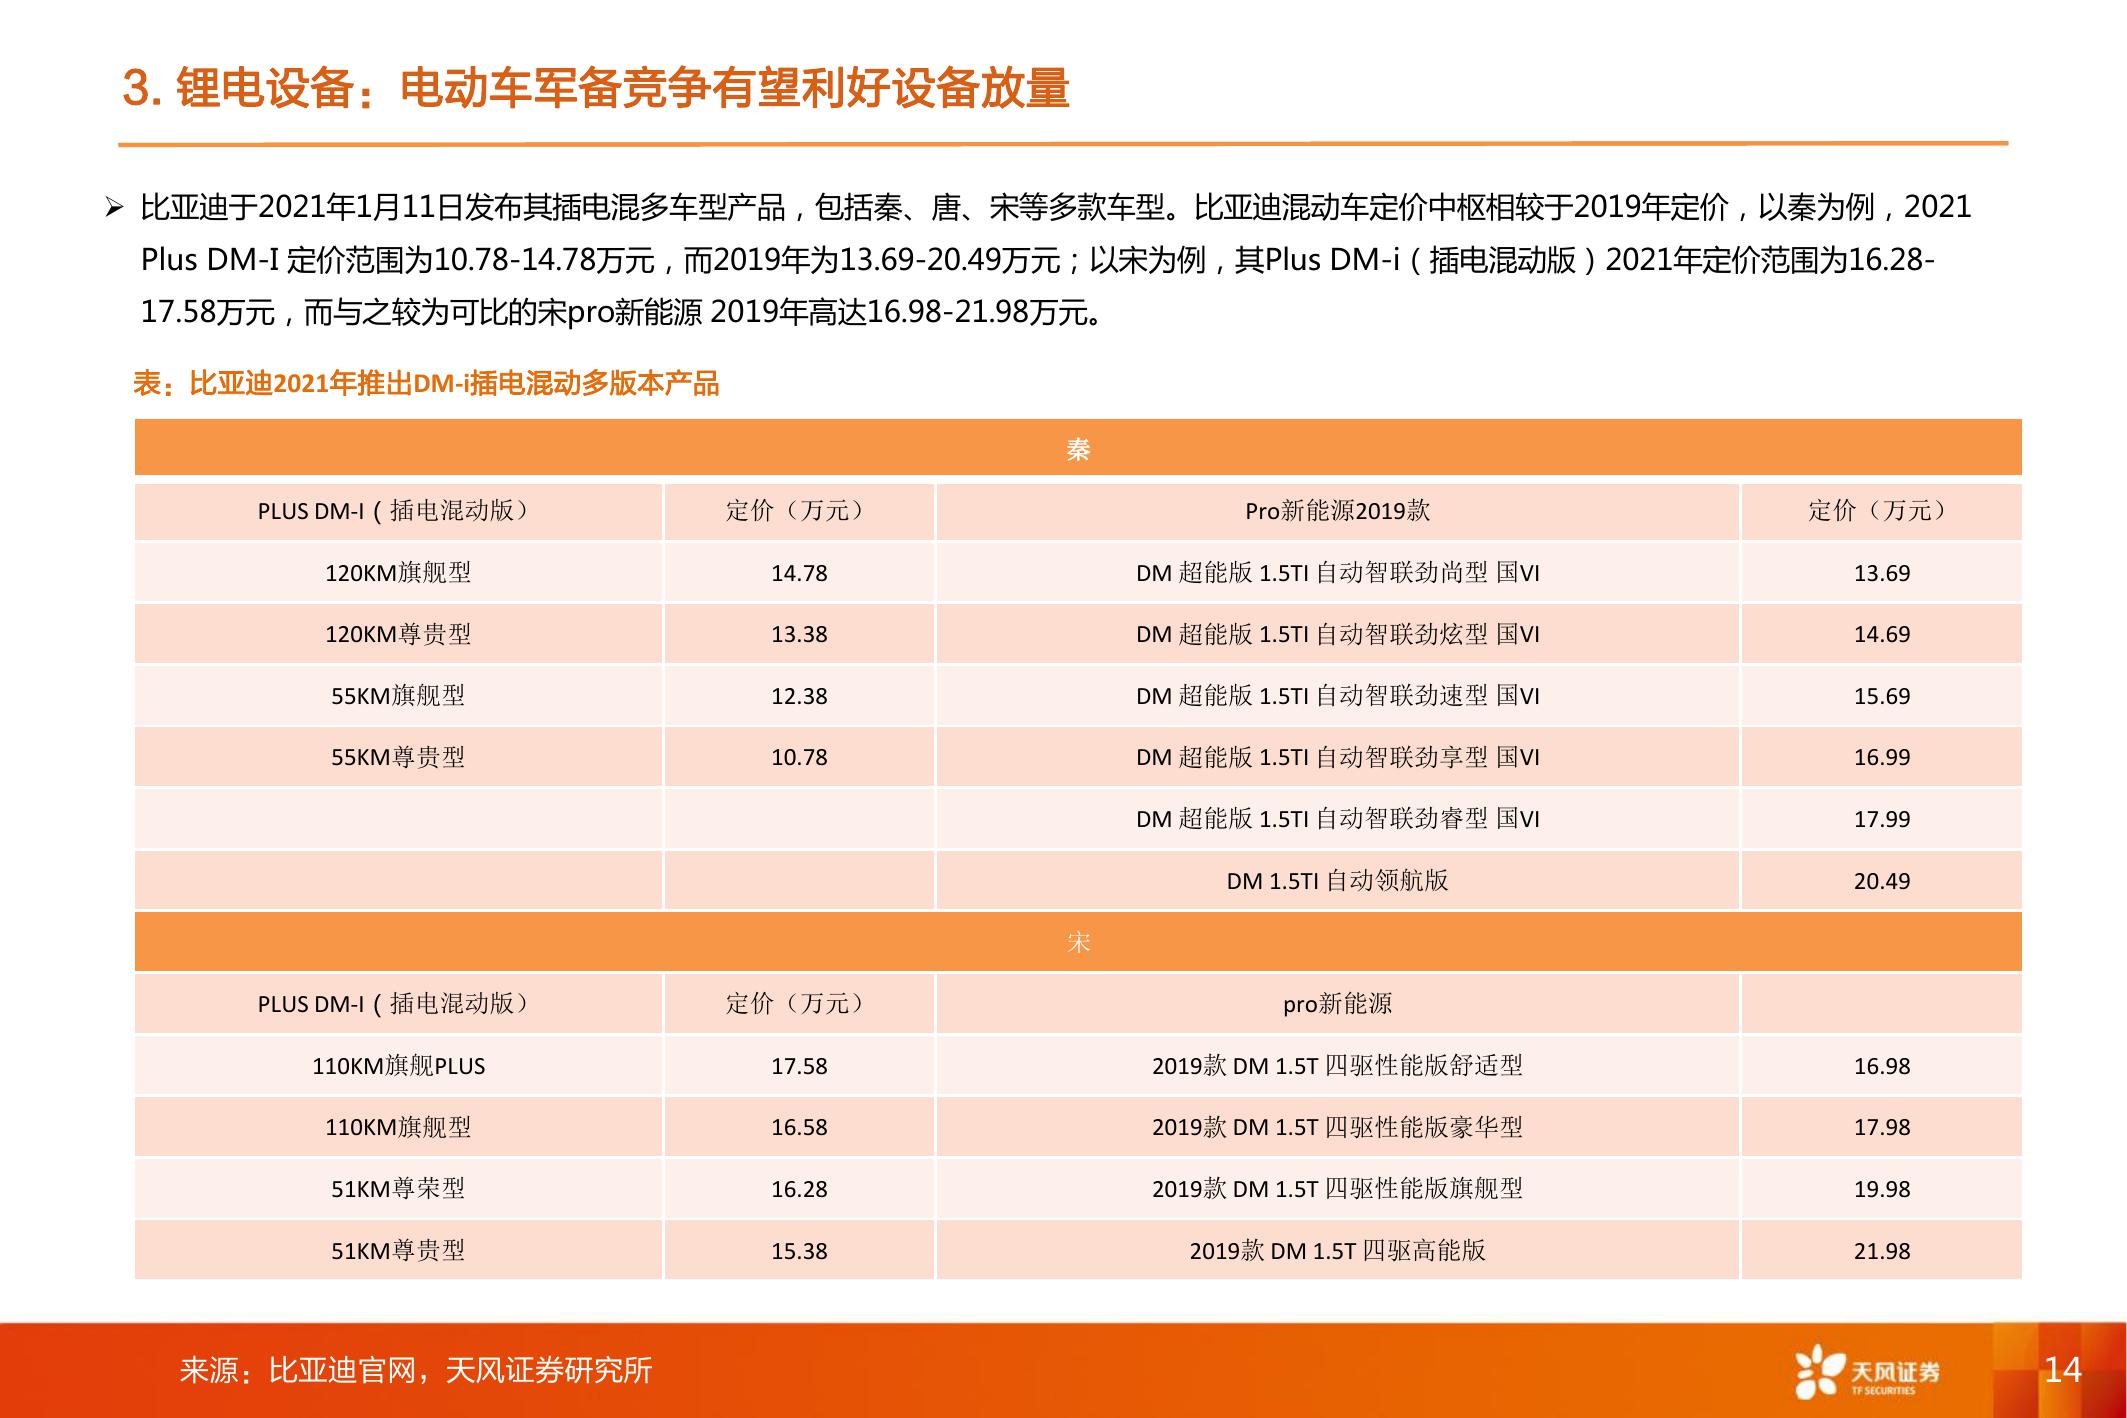 3. 锂电设备：电动车军备竞争有望利好设备放量
➢ 比亚迪于2021年1月11日发布其插电混多车型产品，包括秦、唐、宋等多款车型。比亚迪混动车定价中枢相较于2019年定价，以秦为例，2021
Plus DM-I 定价范围为10.78-14.78万元，而2019年为13.69-20.49万元；以宋为例，其Plus DM-i（插电混动版）2021年定价范围为16.28-
17.58万元，而与之较为可比的宋pro新能源 2019年高达16.98-21.98万元。
表：比亚迪2021年推出DM-i插电混动多版本产品
秦
PLUS DM-I（插电混动版） 定价（万元） Pro新能源2019款 定价（万元）
120KM旗舰型 14.78 DM 超能版 1.5TI 自动智联劲尚型 国VI 13.69
120KM尊贵型 13.38 DM 超能版 1.5TI 自动智联劲炫型 国VI 14.69
55KM旗舰型 12.38 DM 超能版 1.5TI 自动智联劲速型 国VI 15.69
55KM尊贵型 10.78 DM 超能版 1.5TI 自动智联劲享型 国VI 16.99
DM 超能版 1.5TI 自动智联劲睿型 国VI 17.99
DM 1.5TI 自动领航版 20.49
宋
PLUS DM-I（插电混动版） 定价（万元） pro新能源
110KM旗舰PLUS 17.58 2019款 DM 1.5T 四驱性能版舒适型 16.98
110KM旗舰型 16.58 2019款 DM 1.5T 四驱性能版豪华型 17.98
51KM尊荣型 16.28 2019款 DM 1.5T 四驱性能版旗舰型 19.98
51KM尊贵型 15.38 2019款 DM 1.5T 四驱高能版 21.98
来源：比亚迪官网，天风证券研究所
天风证券
TF SECURITIES
14